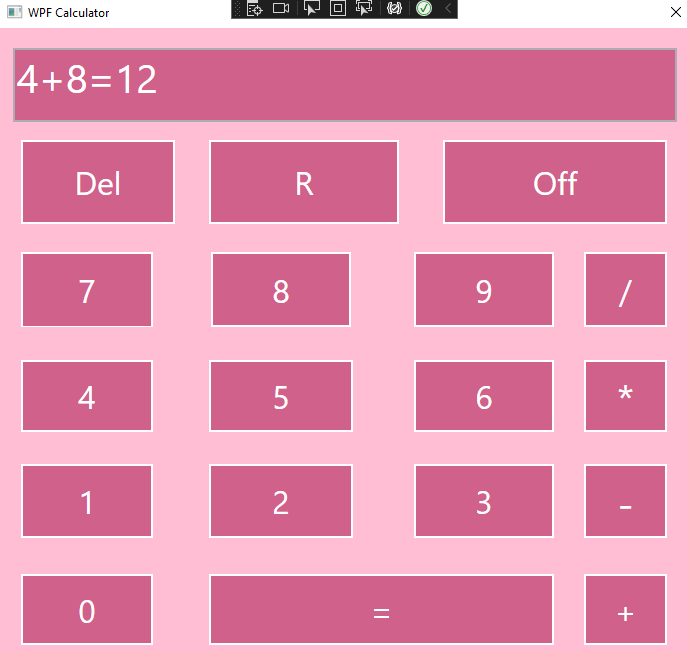 WPF Calculator
4+8=12
Del R Off
7 8 9 /
4 5 6 *
1 2 3 -
0 = +